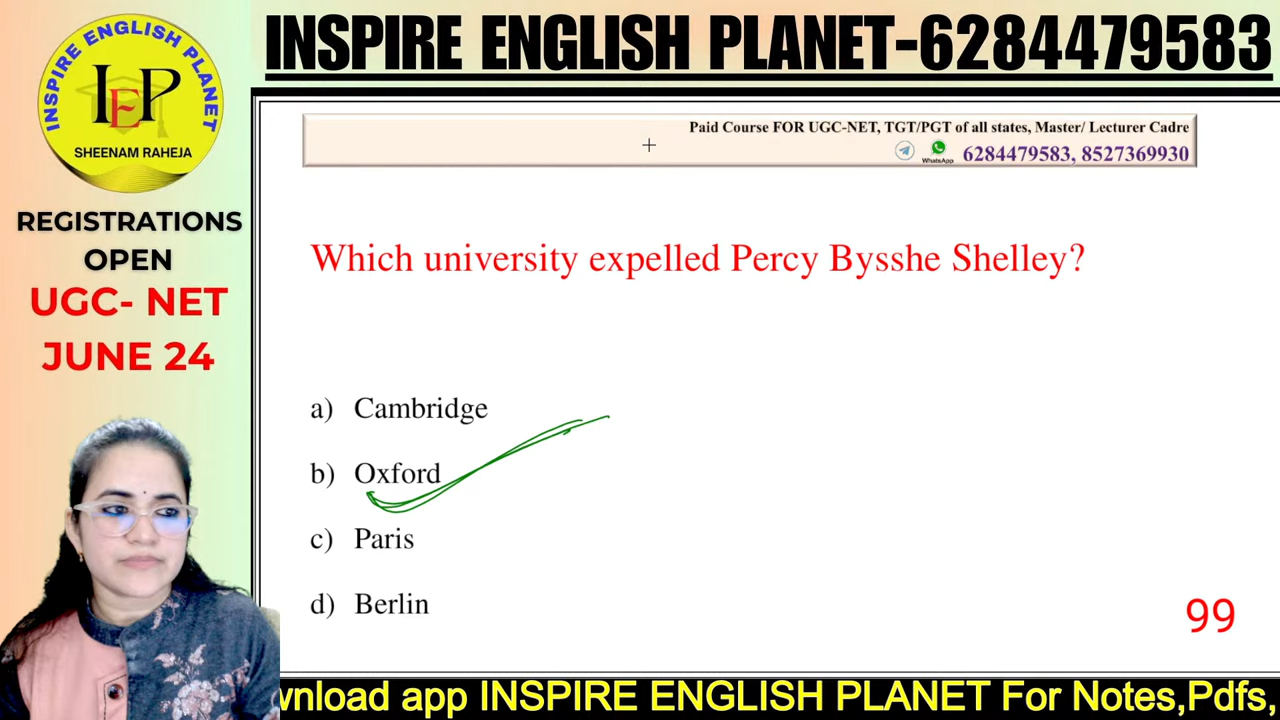 INSPIRE ENGLISH PLANET
IEP
SHEENAM RAHEJA
REGISTRATIONS
OPEN
UGC- NET
JUNE 24
INSPIRE ENGLISH PLANET-6284479583
Paid Course FOR UGC-NET, TGT/PGT of all states, Master/ Lecturer Cadre
WhatsApp
6284479583, 8527369930
Which university expelled Percy Bysshe Shelley?
a) Cambridge
b) Oxford
c) Paris
d) Berlin
99
wnload app INSPIRE ENGLISH PLANET For Notes,Pdfs,